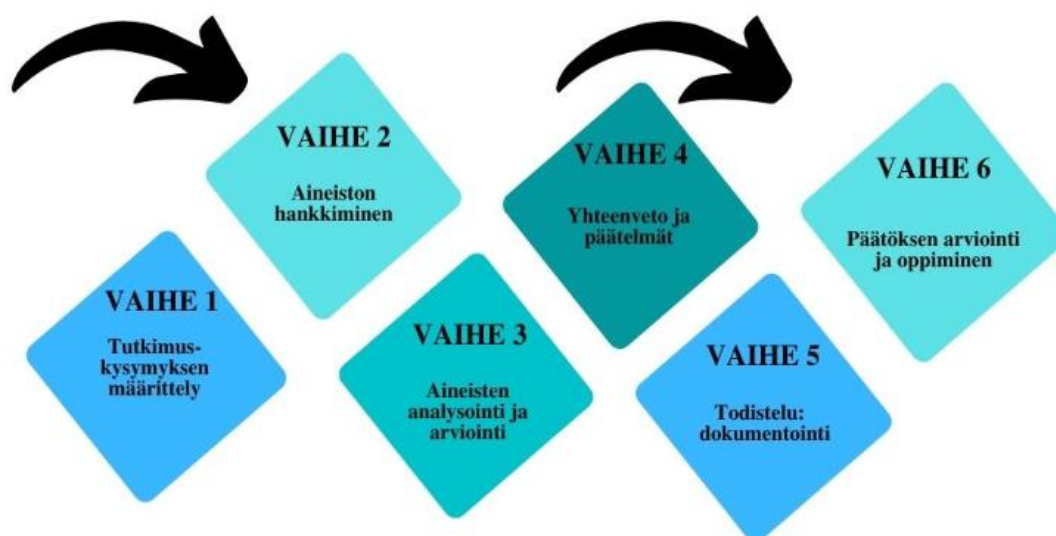 VAIHE 1
Tutkimus-
kysymyksen
määrittely
VAIHE 2
Aineiston
hankkiminen
VAIHE 3
Aineisten
analysointi ja
arviointi
VAIHE 4
Yhteenveto ja
päätelmät
VAIHE 5
Todistelu:
dokumentointi
VAIHE 6
Päätöksen arviointi
ja oppiminen